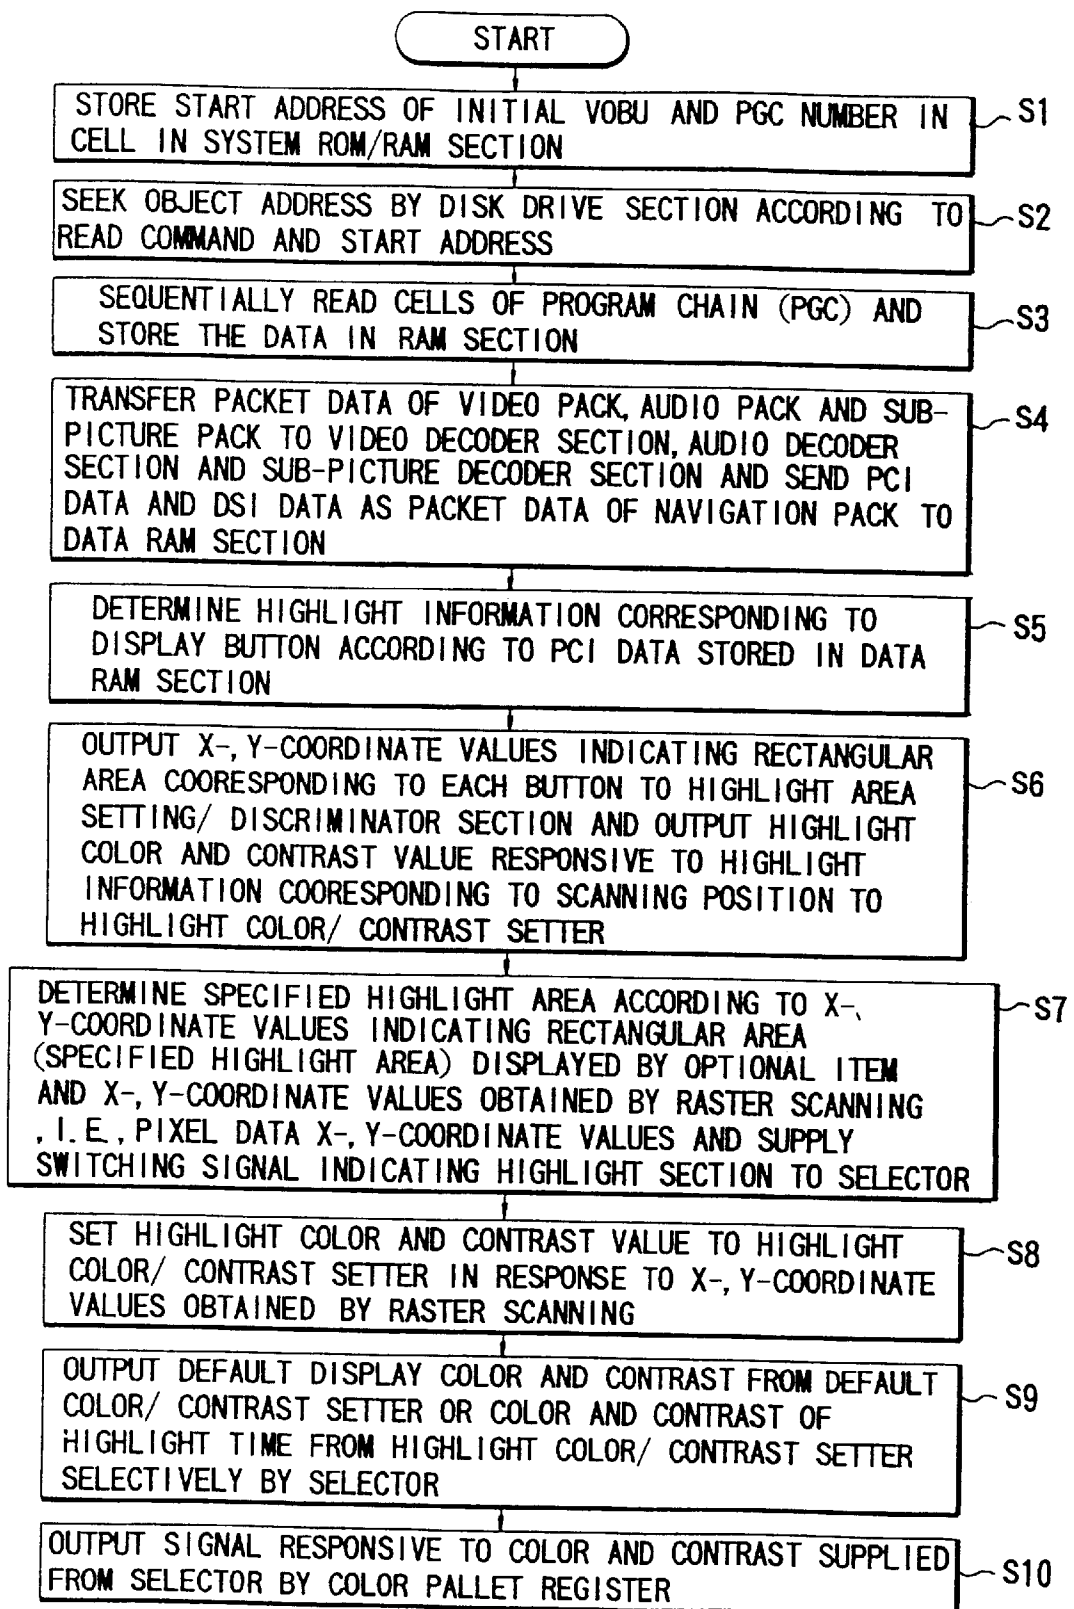 START
STORE START ADDRESS OF INITIAL VOBU AND PGC NUMBER IN
CELL IN SYSTEM ROM/RAM SECTION
S1
SEEK OBJECT ADDRESS BY DISK DRIVE SECTION ACCORDING TO
READ COMMAND AND START ADDRESS
S2
SEQUENTIALLY READ CELLS OF PROGRAM CHAIN (PGC) AND
STORE THE DATA IN RAM SECTION
S3
TRANSFER PACKET DATA OF VIDEO PACK, AUDIO PACK AND SUB-
PICTURE PACK TO VIDEO DECODER SECTION, AUDIO DECODER
SECTION AND SUB-PICTURE DECODER SECTION AND SEND PCI
DATA AND DSI DATA AS PACKET DATA OF NAVIGATION PACK TO
DATA RAM SECTION
S4
DETERMINE HIGHLIGHT INFORMATION CORRESPONDING TO
DISPLAY BUTTON ACCORDING TO PCI DATA STORED IN DATA
RAM SECTION
S5
OUTPUT X-, Y-COORDINATE VALUES INDICATING RECTANGULAR
AREA COORESPONDING TO EACH BUTTON TO HIGHLIGHT AREA
SETTING/ DISCRIMINATOR SECTION AND OUTPUT HIGHLIGHT
COLOR AND CONTRAST VALUE RESPONSIVE TO HIGHLIGHT
INFORMATION COORESPONDING TO SCANNING POSITION TO
HIGHLIGHT COLOR/ CONTRAST SETTER
S6
DETERMINE SPECIFIED HIGHLIGHT AREA ACCORDING TO X-,
Y-COORDINATE VALUES INDICATING RECTANGULAR AREA
(SPECIFIED HIGHLIGHT AREA) DISPLAYED BY OPTIONAL ITEM
AND X-, Y-COORDINATE VALUES OBTAINED BY RASTER SCANNING
, I.E., PIXEL DATA X-, Y-COORDINATE VALUES AND SUPPLY
SWITCHING SIGNAL INDICATING HIGHLIGHT SECTION TO SELECTOR
S7
SET HIGHLIGHT COLOR AND CONTRAST VALUE TO HIGHLIGHT
COLOR/ CONTRAST SETTER IN RESPONSE TO X-, Y-COORDINATE
VALUES OBTAINED BY RASTER SCANNING
S8
OUTPUT DEFAULT DISPLAY COLOR AND CONTRAST FROM DEFAULT
COLOR/ CONTRAST SETTER OR COLOR AND CONTRAST OF
HIGHLIGHT TIME FROM HIGHLIGHT COLOR/ CONTRAST SETTER
SELECTIVELY BY SELECTOR
S9
OUTPUT SIGNAL RESPONSIVE TO COLOR AND CONTRAST SUPPLIED
FROM SELECTOR BY COLOR PALLET REGISTER
S10